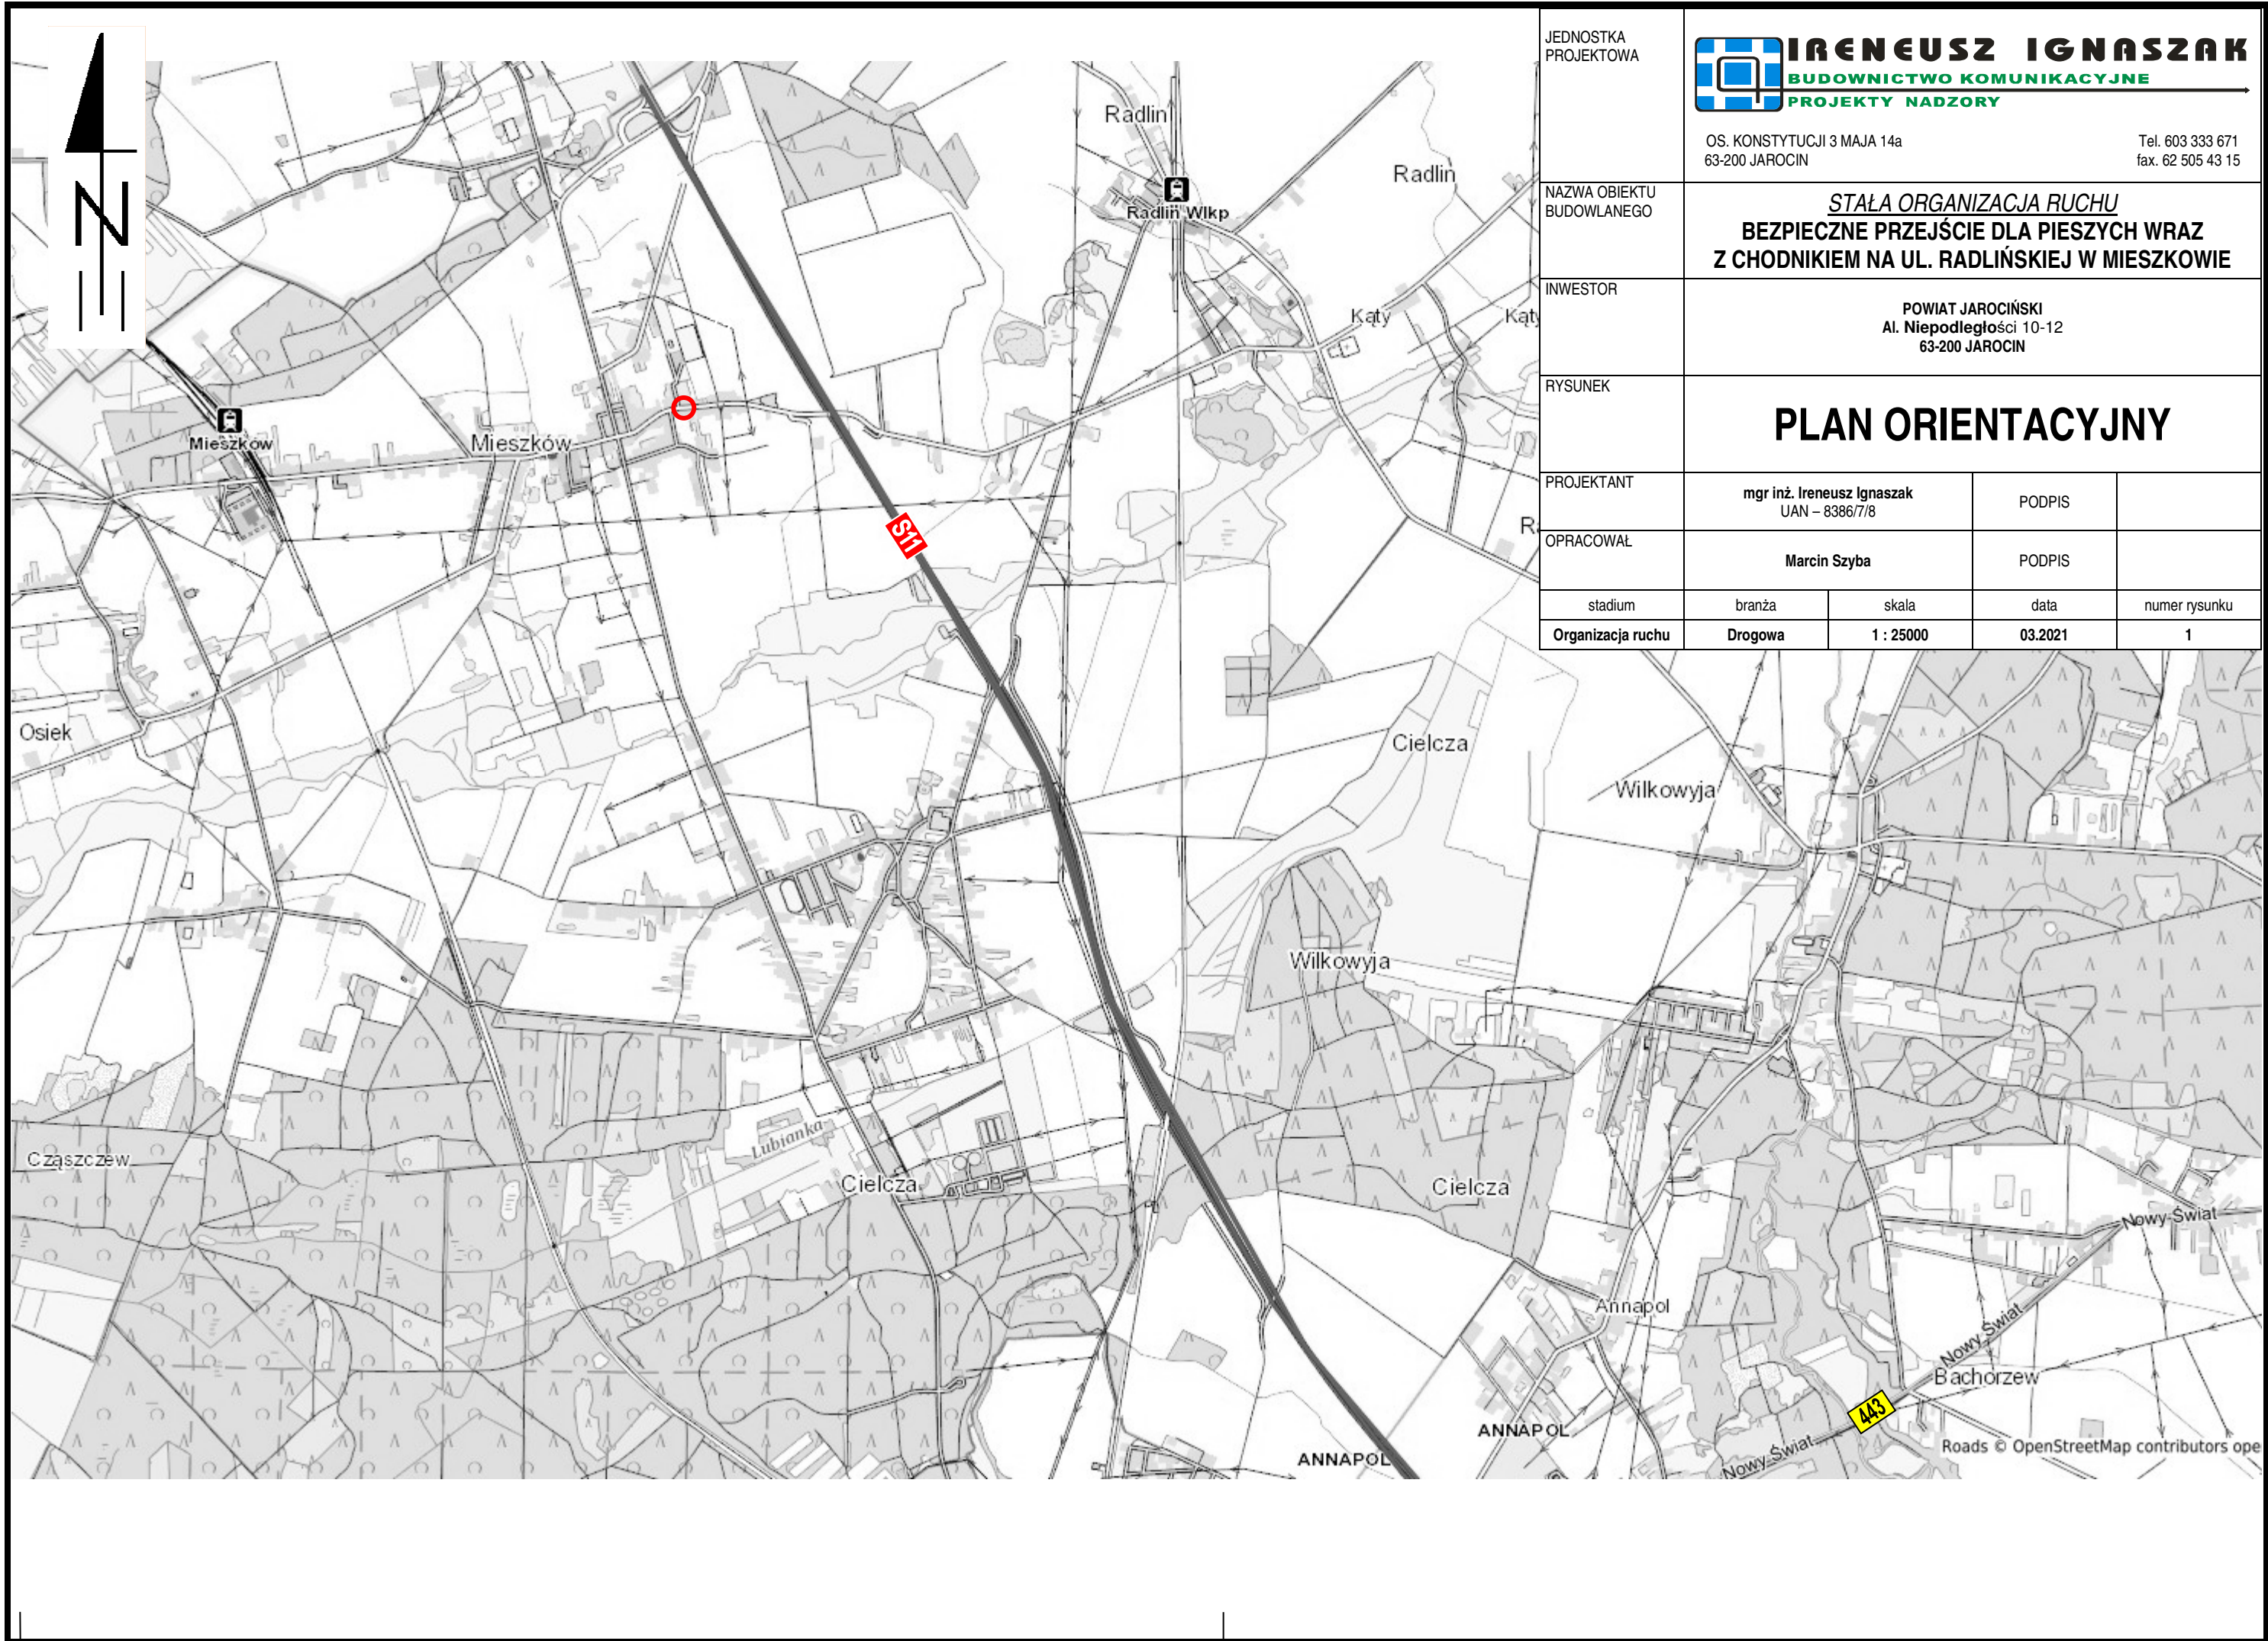 JEDNOSTKA
PROJEKTOWA
IRENEUSZ IGNASZAK
BUDOWNICTWO KOMUNIKACYJNE
PROJEKTY NADZORY
OS. KONSTYTUCJI 3 MAJA 14a
63-200 JAROCIN
Tel. 603 333 671
fax. 62 505 43 15
NAZWA OBIEKTU
BUDOWLANEGO
STAŁA ORGANIZACJA RUCHU
BEZPIECZNE PRZEJŚCIE DLA PIESZYCH WRAZ
Z CHODNIKIEM NA UL. RADLIŃSKIEJ W MIESZKOWIE
INWESTOR
POWIAT JAROCIŃSKI
Al. Niepodległości 10-12
63-200 JAROCIN
RYSUNEK
PLAN ORIENTACYJNY
PROJEKTANT
mgr inż. Ireneusz Ignaszak
UAN – 8386/7/8
PODPIS
OPRACOWAŁ
Marcin Szyba
PODPIS
stadium branża skala data numer rysunku
Organizacja ruchu Drogowa 1 : 25000 03.2021 1
N
Radlin
Radlin
Radlin Wlkp
Kąty
Kąty
Mieszków
Mieszków
S11
Osiek
Cielcza
Wilkowyja
Wilkowyja
Lubianka
Cząszczew
Cielcza
Cielcza
Nowy Świat
Annapol
Nowy Świat
Bachorzew
443
ANNAPOL
ANNAPOL
Nowy Świat
Roads © OpenStreetMap contributors ope